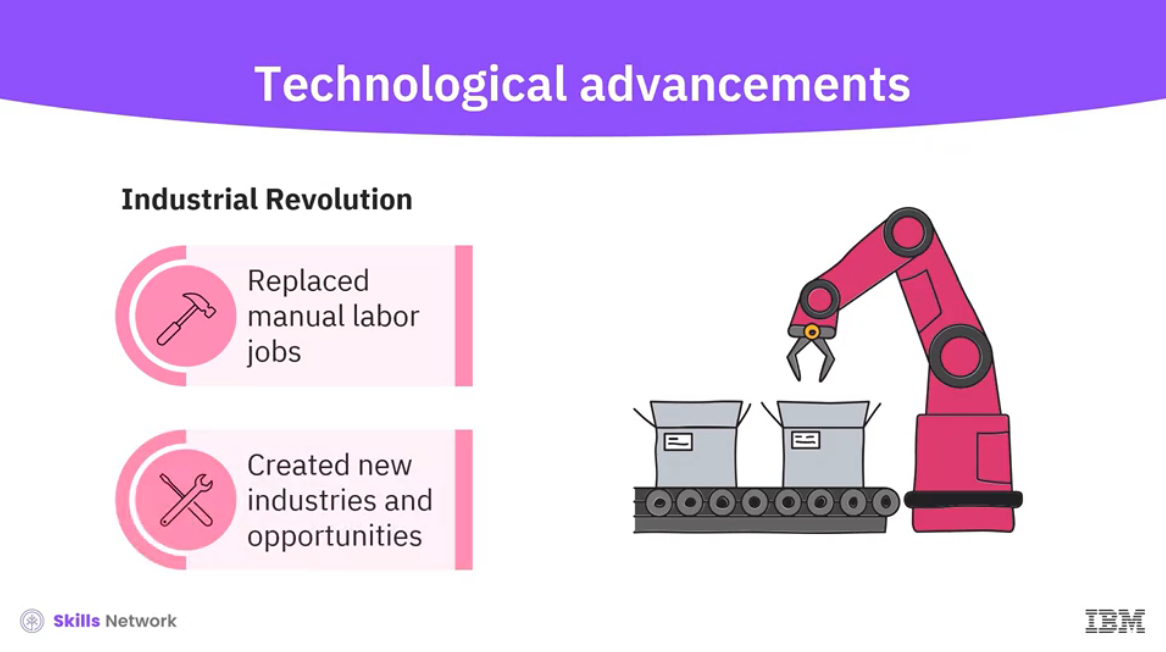 Technological advancements
Industrial Revolution
Replaced
manual labor
jobs
Created new
industries and
opportunities
Skills Network
IBM